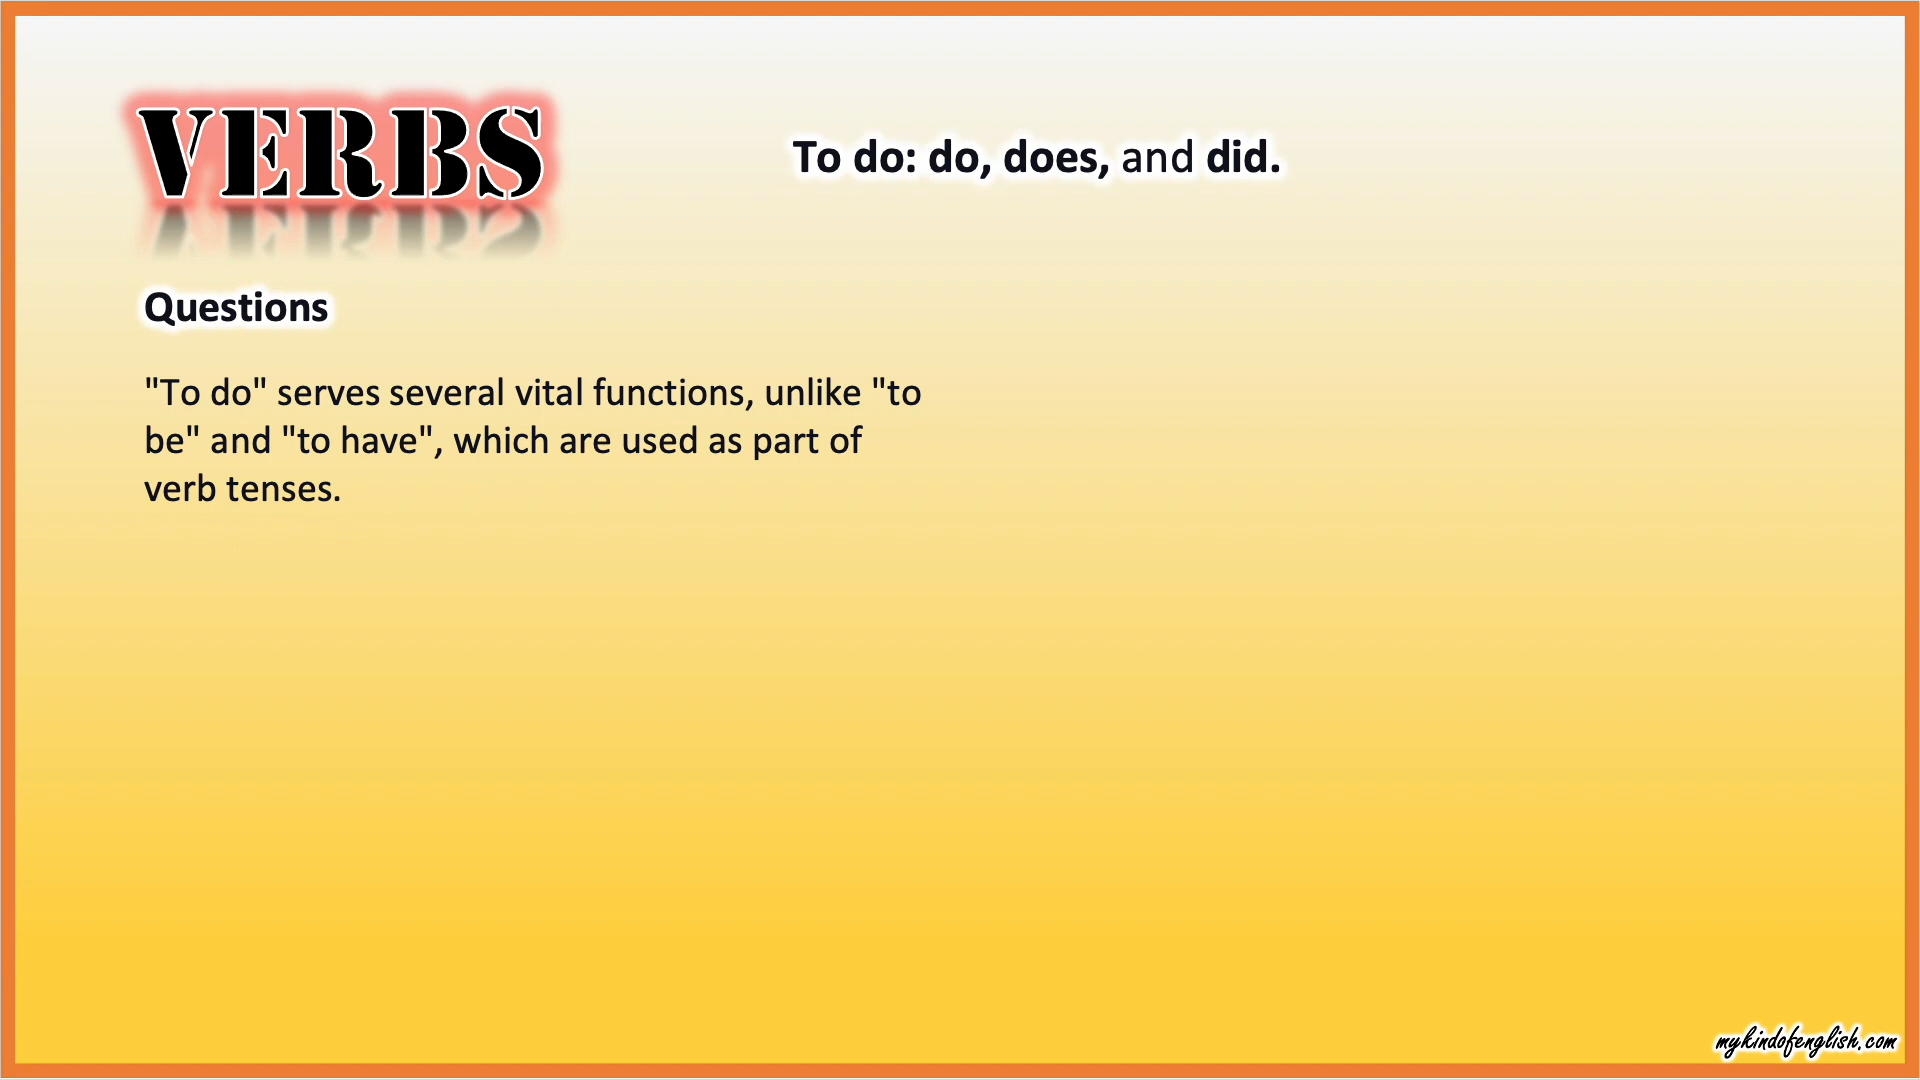 VERBS
To do: do, does, and did.
Questions
"To do" serves several vital functions, unlike "to
be" and "to have", which are used as part of
verb tenses.
mykindofenglish.com